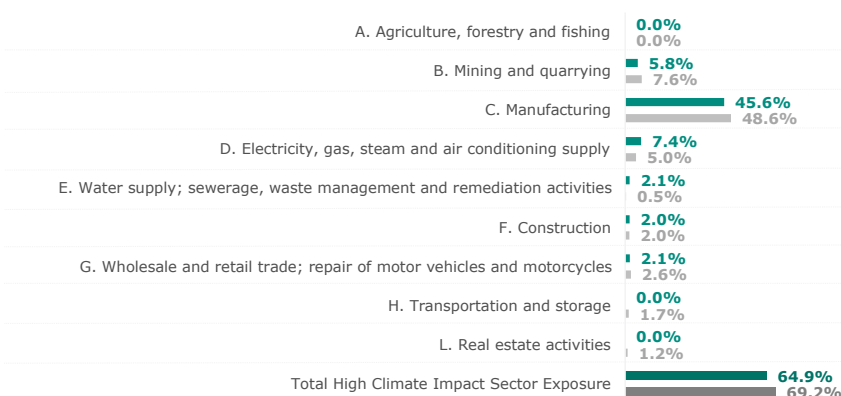 A. Agriculture, forestry and fishing 0.0%
0.0%
B. Mining and quarrying 5.8%
7.6%
C. Manufacturing 45.6%
48.6%
D. Electricity, gas, steam and air conditioning supply 7.4%
5.0%
E. Water supply; sewerage, waste management and remediation activities 2.1%
0.5%
F. Construction 2.0%
2.0%
G. Wholesale and retail trade; repair of motor vehicles and motorcycles 2.1%
2.6%
H. Transportation and storage 0.0%
1.7%
L. Real estate activities 0.0%
1.2%
Total High Climate Impact Sector Exposure 64.9%
69.2%